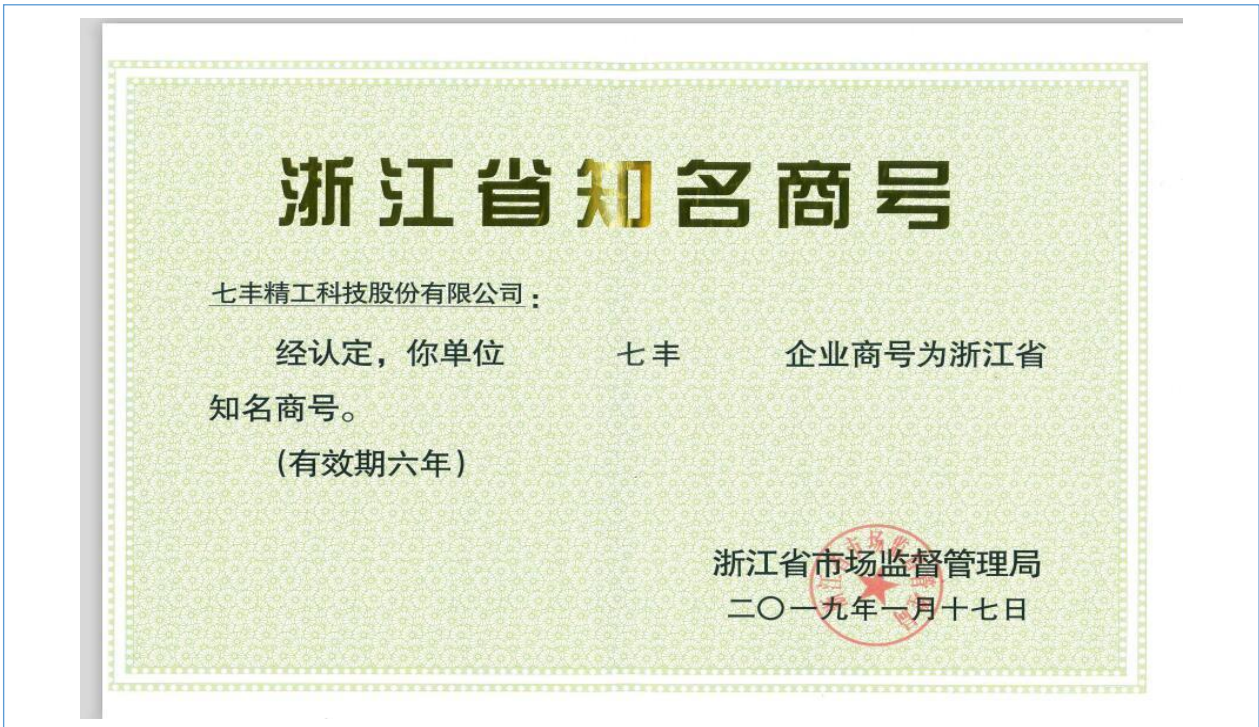 浙江省知名商号
七丰精工科技股份有限公司：
经认定，你单位 七丰 企业商号为浙江省
知名商号。
(有效期六年)
浙江省市场监督管理局
二〇一九年一月十七日